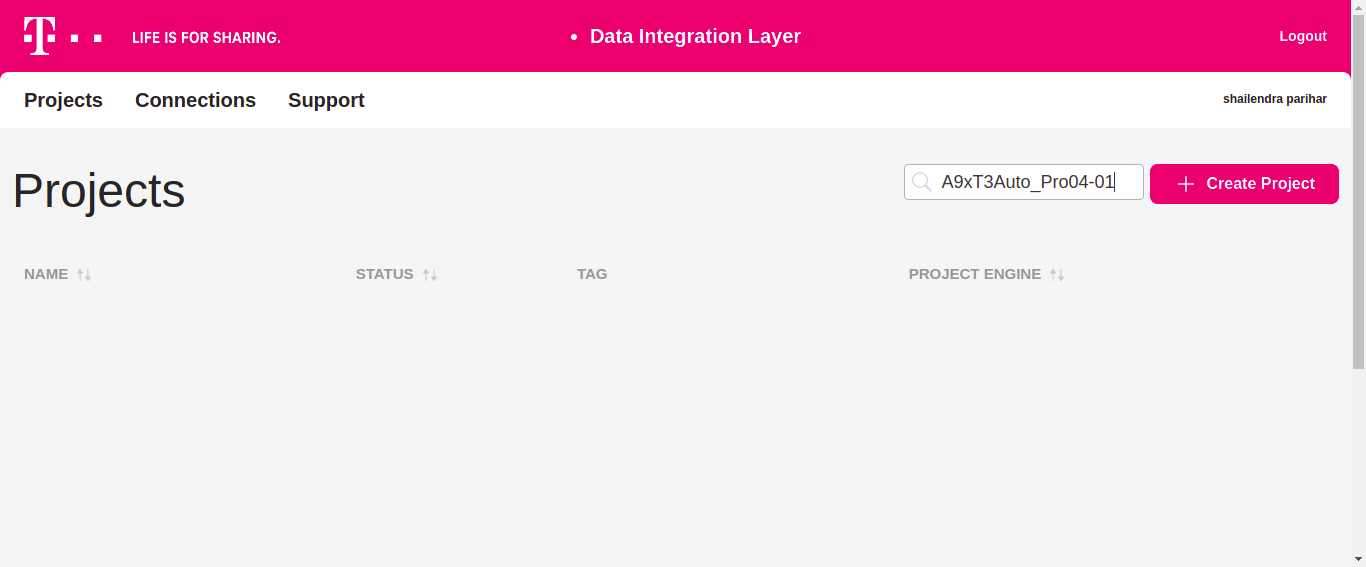 T
LIFE IS FOR SHARING.
• Data Integration Layer
Logout
Projects
Connections
Support
shailendra parihar
Projects
A9xT3Auto_Pro04-01
Create Project
NAME
STATUS
TAG
PROJECT ENGINE